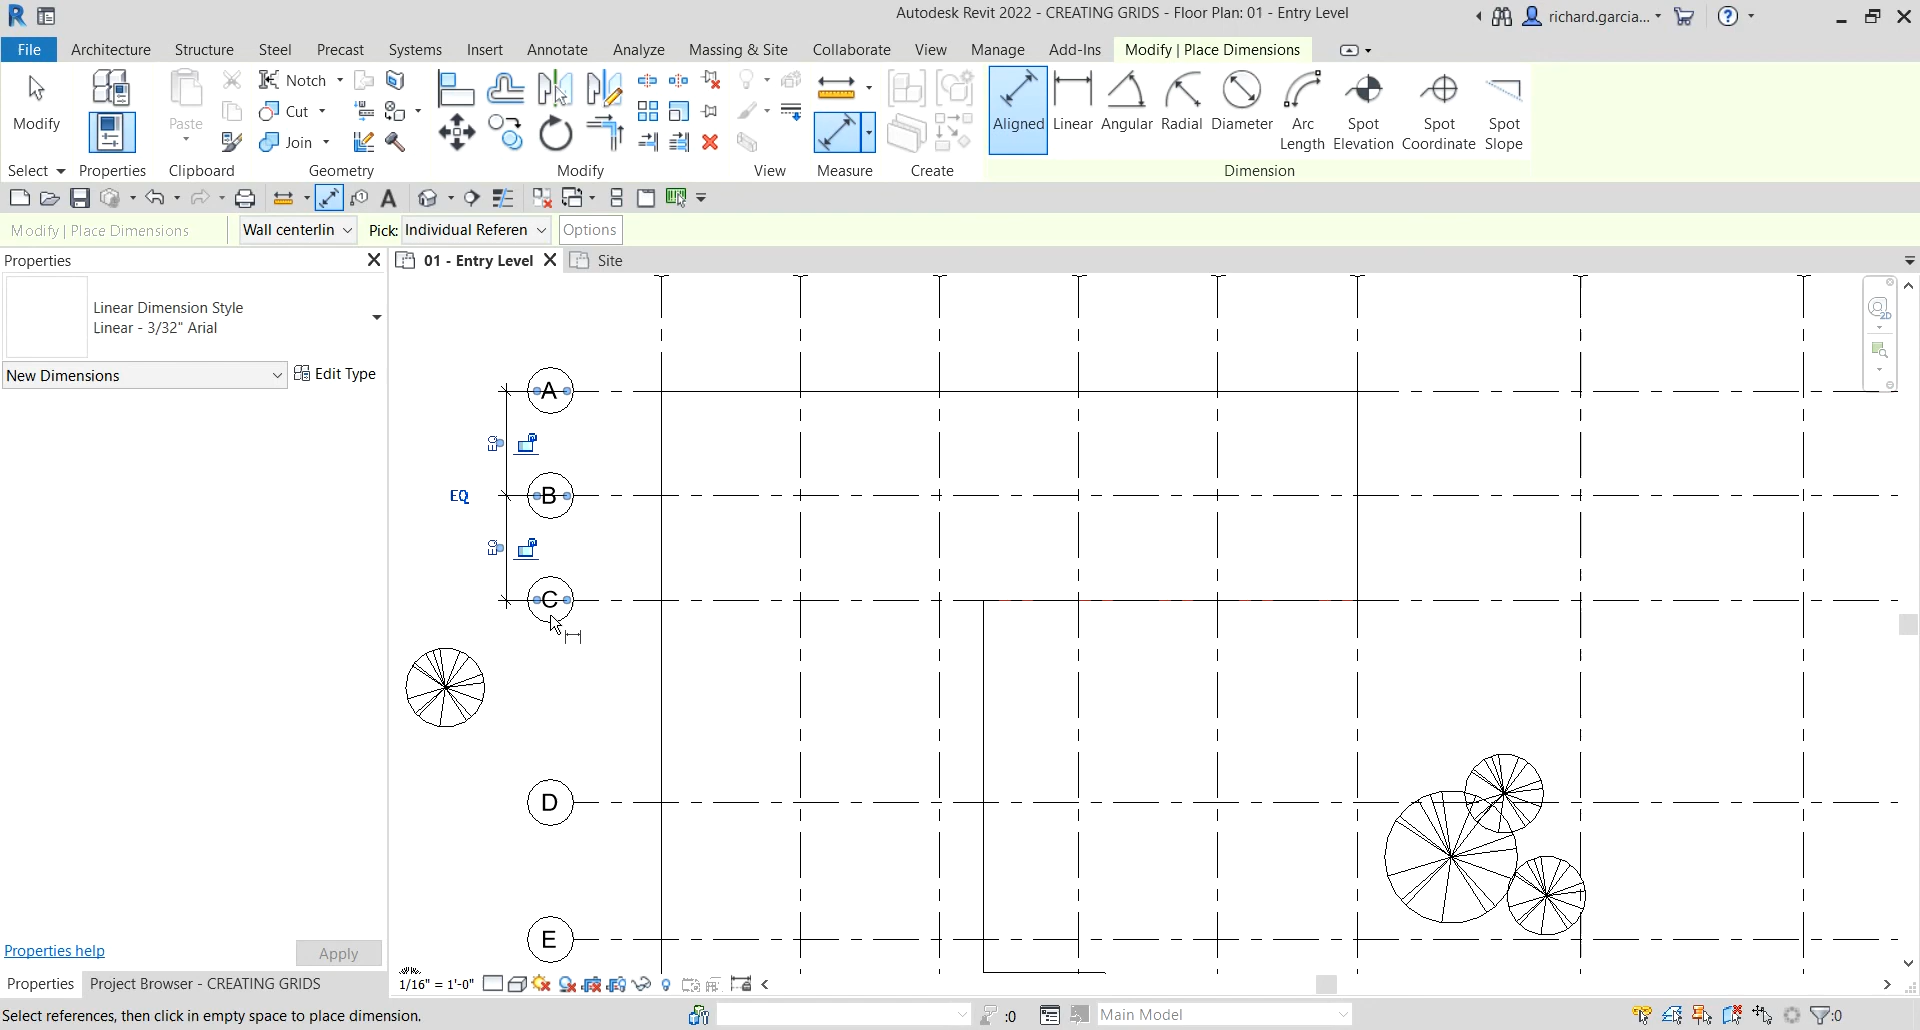 Autodesk Revit 2022 - CREATING GRIDS - Floor Plan: 01 - Entry Level
richard.garcia...
File Architecture Structure Steel Precast Systems Insert Annotate Analyze Massing & Site Collaborate View Manage Add-Ins Modify | Place Dimensions
Modify Paste Notch Cut Join Aligned Linear Angular Radial Diameter Arc Length Spot Elevation Spot Coordinate Spot Slope
Select Properties Clipboard Geometry Modify View Measure Create Dimension
Modify | Place Dimensions Wall centerlin Pick: Individual Referen Options
Properties 01 - Entry Level Site
Linear Dimension Style
Linear - 3/32" Arial
New Dimensions Edit Type
2D
A
EQ
EQ B
EQ
C
D
E
Properties help Apply
Properties Project Browser - CREATING GRIDS 1/16" = 1'-0"
Select references, then click in empty space to place dimension. :0 Main Model :0